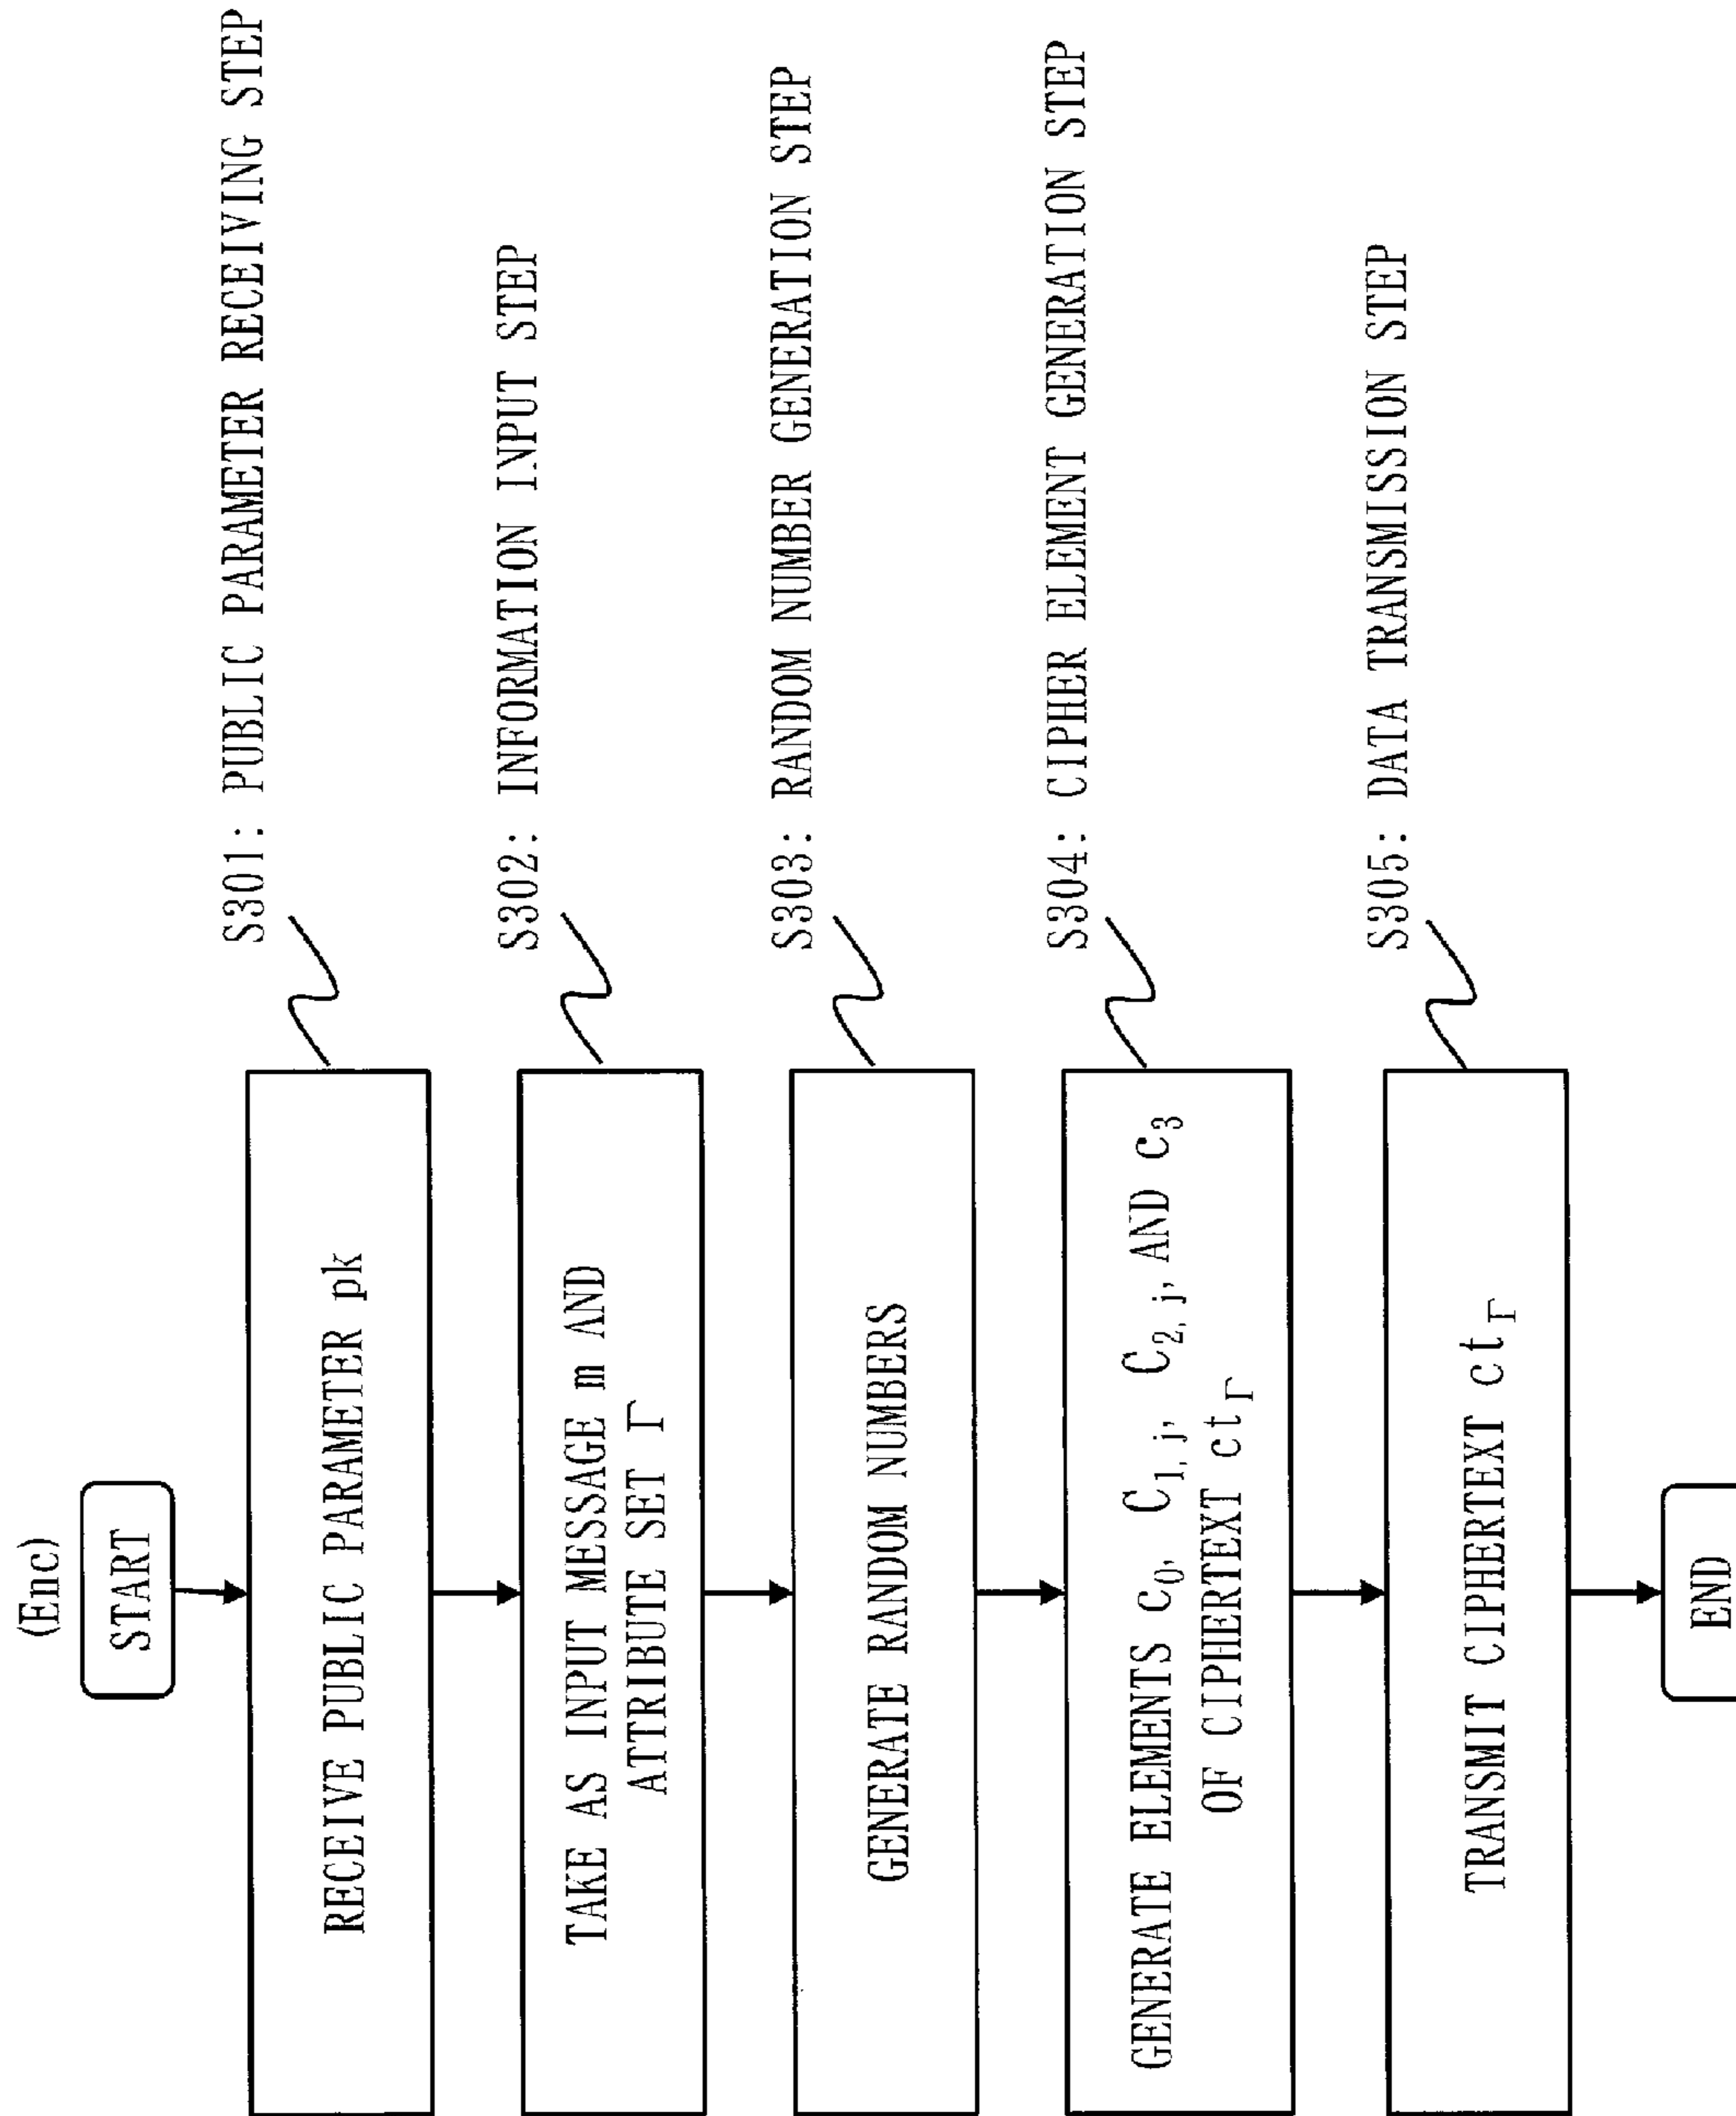 (Enc)
START
RECEIVE PUBLIC PARAMETER pk
S301: PUBLIC PARAMETER RECEIVING STEP
TAKE AS INPUT MESSAGE m AND
ATTRIBUTE SET Γ
S302: INFORMATION INPUT STEP
GENERATE RANDOM NUMBERS
S303: RANDOM NUMBER GENERATION STEP
GENERATE ELEMENTS c₀, C₁,ⱼ, C₂,ⱼ, AND c₃
OF CIPHERTEXT ct_Γ
S304: CIPHER ELEMENT GENERATION STEP
TRANSMIT CIPHERTEXT ct_Γ
S305: DATA TRANSMISSION STEP
END